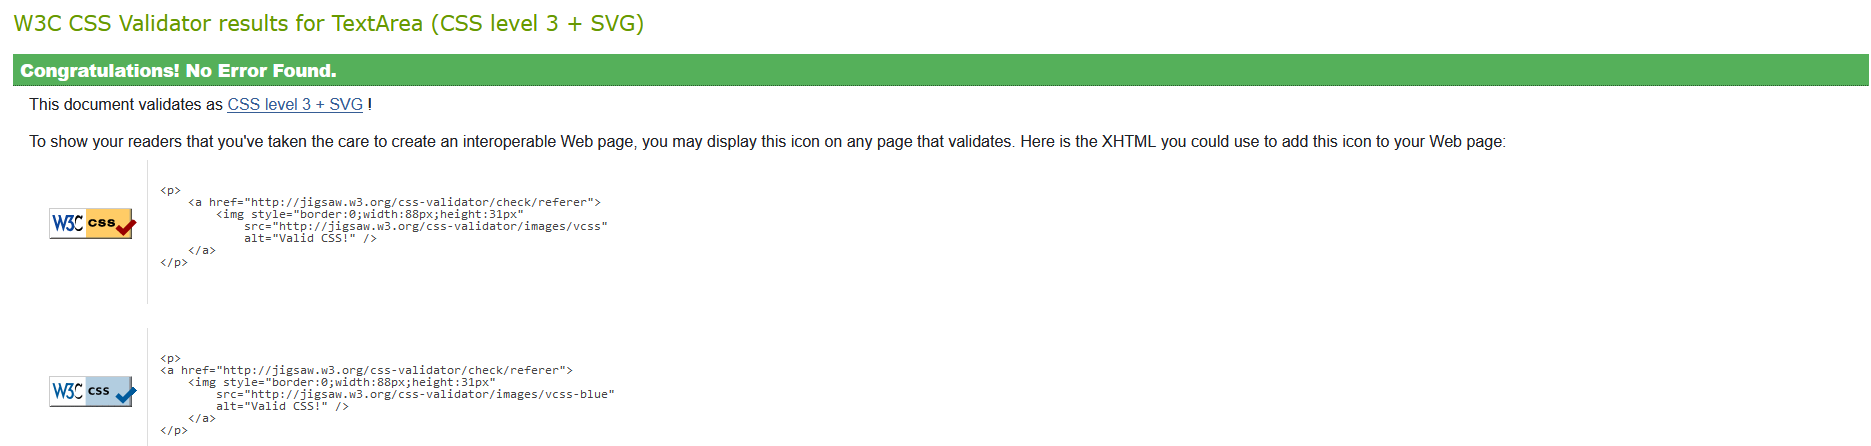 W3C CSS Validator results for TextArea (CSS level 3 + SVG)
Congratulations! No Error Found.
This document validates as CSS level 3 + SVG !
To show your readers that you've taken the care to create an interoperable Web page, you may display this icon on any page that validates. Here is the XHTML you could use to add this icon to your Web page:
W3C css
<p>
    <a href="http://jigsaw.w3.org/css-validator/check/referer">
        <img style="border:0;width:88px;height:31px"
            src="http://jigsaw.w3.org/css-validator/images/vcss"
            alt="Valid CSS!" />
    </a>
</p>
W3C css
<p>
<a href="http://jigsaw.w3.org/css-validator/check/referer">
    <img style="border:0;width:88px;height:31px"
        src="http://jigsaw.w3.org/css-validator/images/vcss-blue"
        alt="Valid CSS!" />
    </a>
</p>